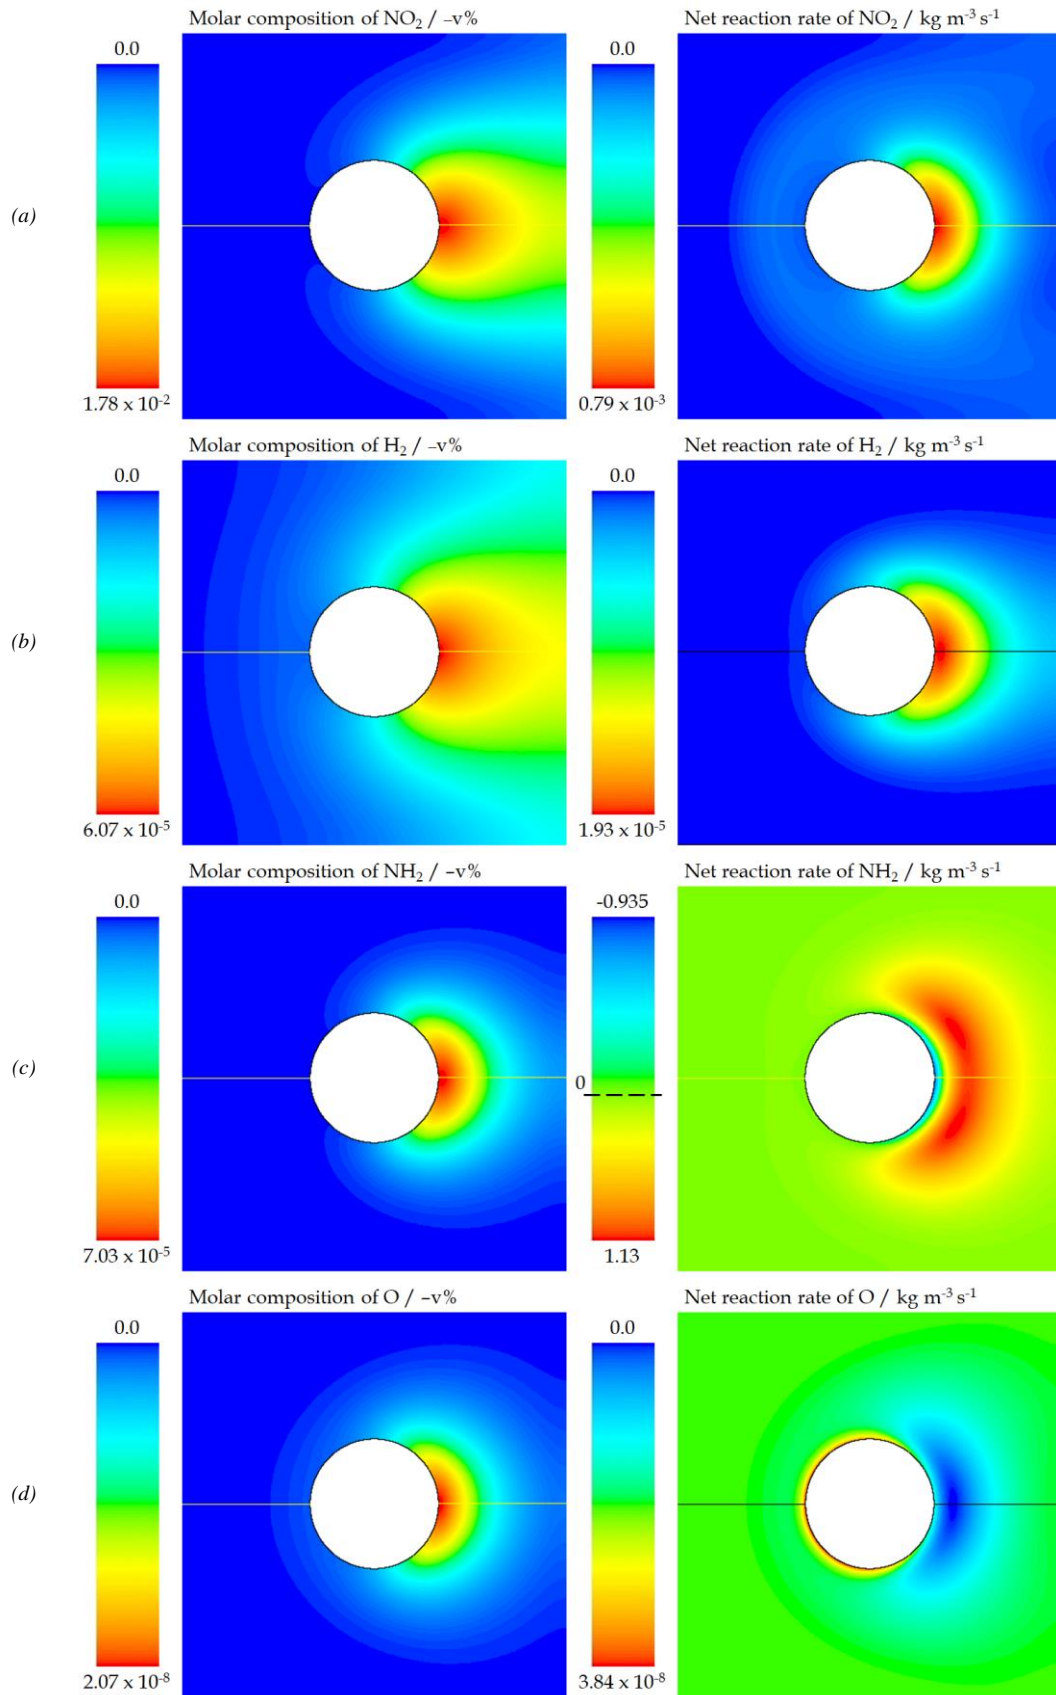 Molar composition of NO2 / –v%
Net reaction rate of NO2 / kg m-3 s-1
0.0
0.0
(a)
1.78 x 10-2
0.79 x 10-3
Molar composition of H2 / –v%
Net reaction rate of H2 / kg m-3 s-1
0.0
0.0
(b)
6.07 x 10-5
1.93 x 10-5
Molar composition of NH2 / –v%
Net reaction rate of NH2 / kg m-3 s-1
0.0
-0.935
(c)
0
7.03 x 10-5
1.13
Molar composition of O / –v%
Net reaction rate of O / kg m-3 s-1
0.0
0.0
(d)
2.07 x 10-8
3.84 x 10-8